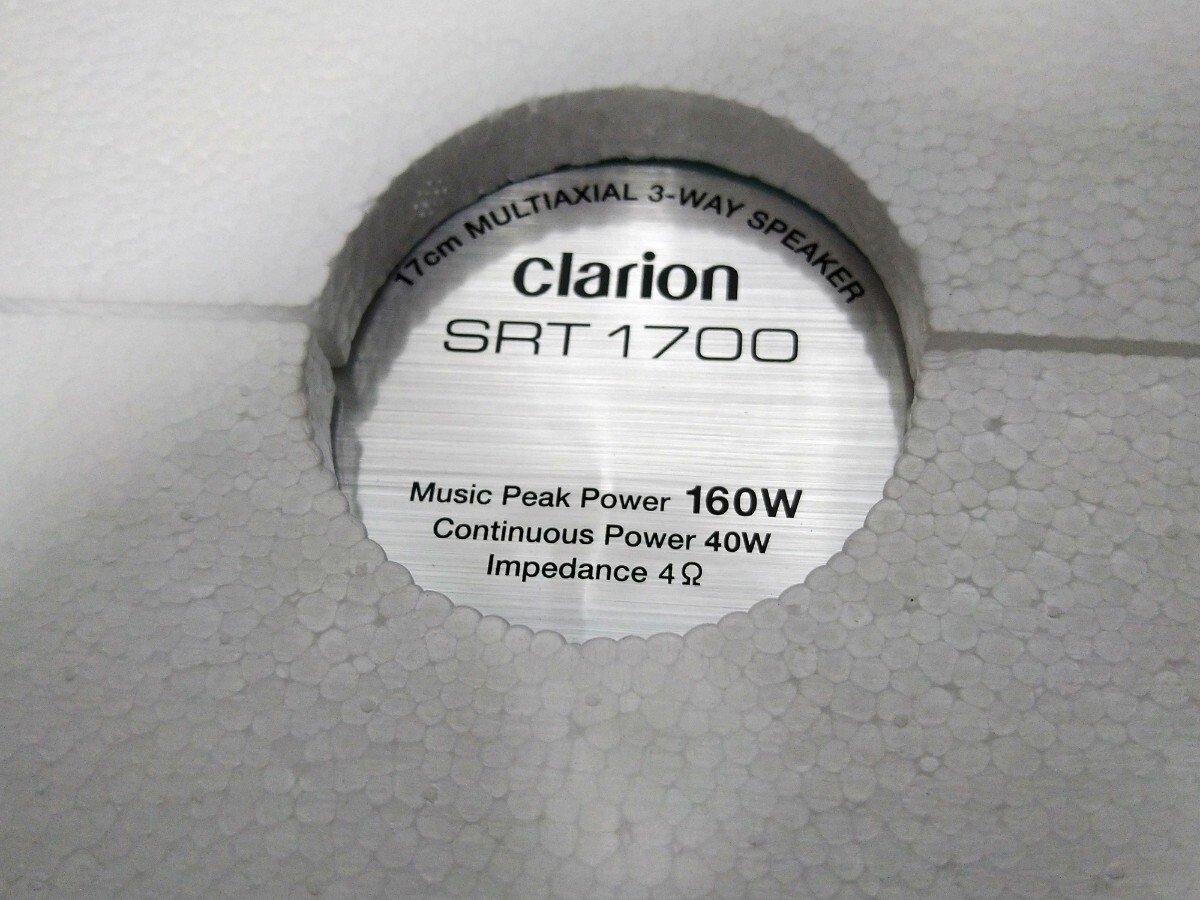 17cm MULTIAXIAL 3-WAY SPEAKER
clarion
SRT 1700
Music Peak Power 160W
Continuous Power 40W
Impedance 4Ω